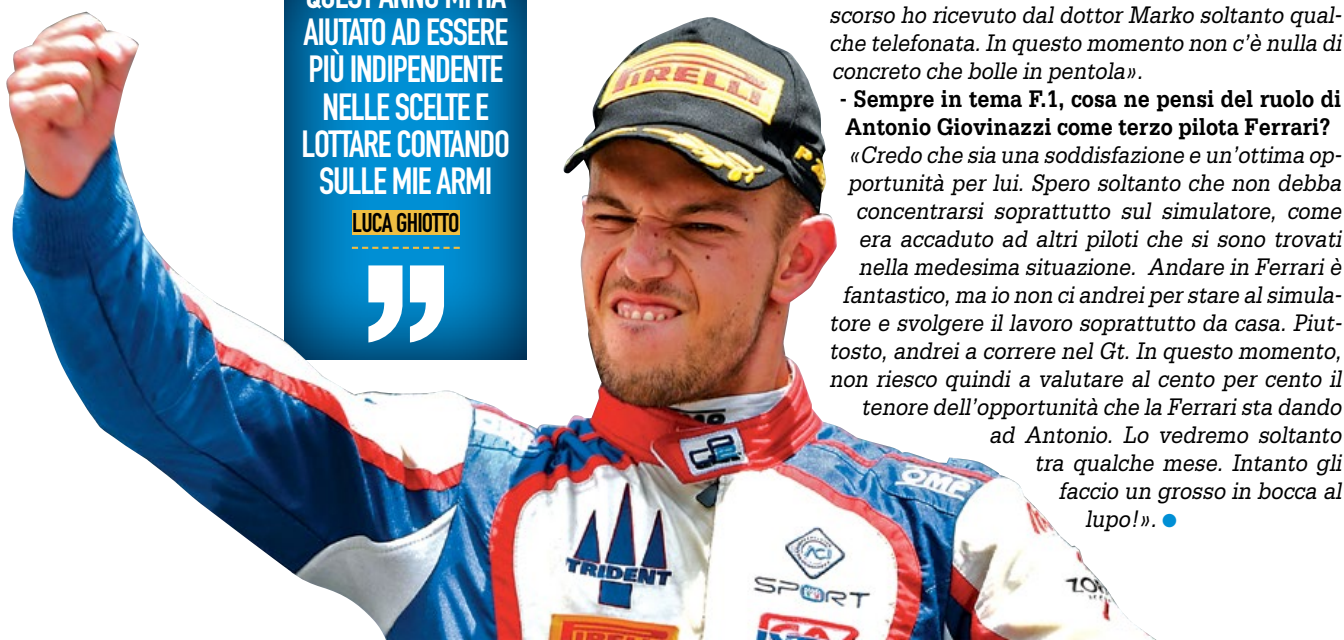 AIUTATO AD ESSERE
PIÙ INDIPENDENTE
NELLE SCELTE E
LOTTARE CONTANDO
SULLE MIE ARMI
LUCA GHIOTTO
”
scorso ho ricevuto dal dottor Marko soltanto qual-
che telefonata. In questo momento non c’è nulla di
concreto che bolle in pentola».
- Sempre in tema F.1, cosa ne pensi del ruolo di
Antonio Giovinazzi come terzo pilota Ferrari?
«Credo che sia una soddisfazione e un’ottima op-
portunità per lui. Spero soltanto che non debba
concentrarsi soprattutto sul simulatore, come
era accaduto ad altri piloti che si sono trovati
nella medesima situazione. Andare in Ferrari è
fantastico, ma io non ci andrei per stare al simula-
tore e svolgere il lavoro soprattutto da casa. Piut-
tosto, andrei a correre nel Gt. In questo momento,
non riesco quindi a valutare al cento per cento il
tenore dell’opportunità che la Ferrari sta dando
ad Antonio. Lo vedremo soltanto
tra qualche mese. Intanto gli
faccio un grosso in bocca al
lupo!».
PIRELLI
GP2
OMP
TRIDENT
ACI
SPORT
PIRELLI